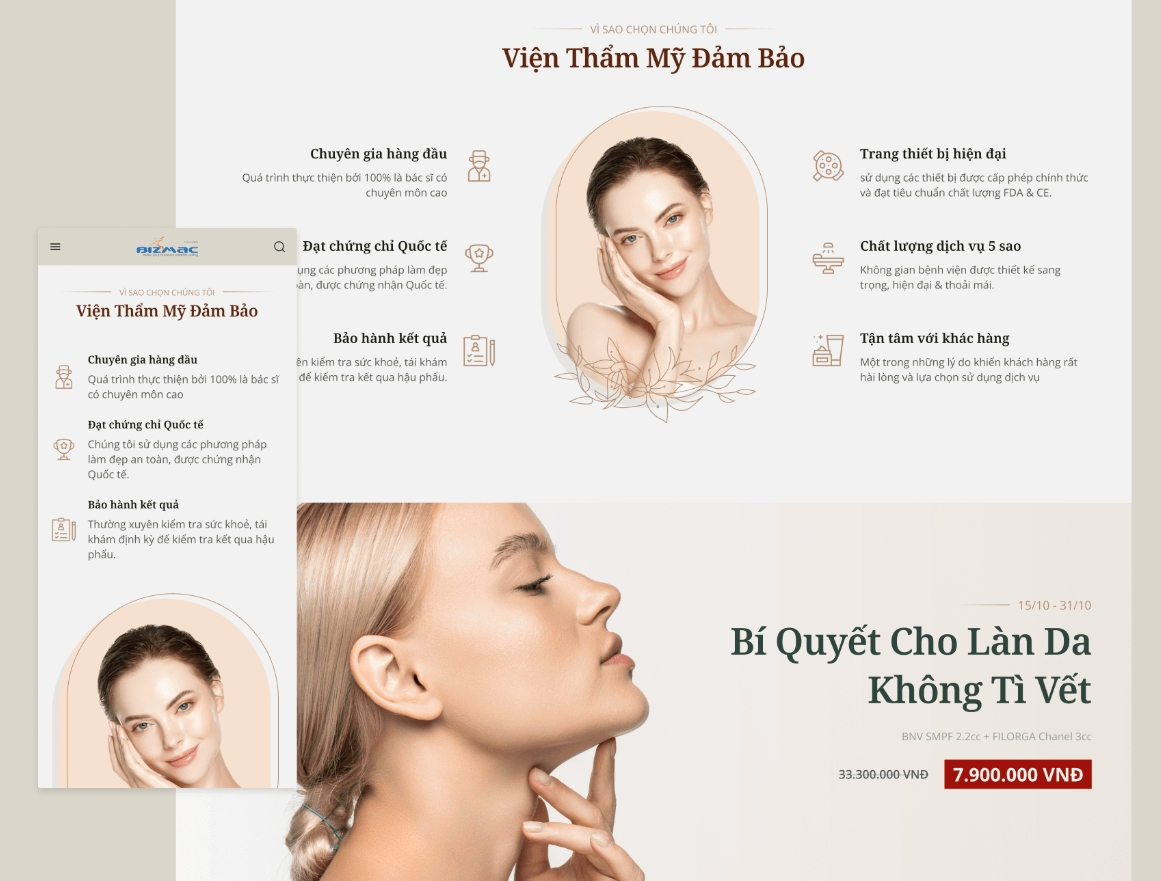 VÌ SAO CHỌN CHÚNG TÔI
Viện Thẩm Mỹ Đảm Bảo
Chuyên gia hàng đầu
Quá trình thực thiện bởi 100% là bác sĩ có
chuyên môn cao
Đạt chứng chỉ Quốc tế
các phương pháp làm đẹp
được chứng nhận Quốc tế.
Bảo hành kết quả
kiểm tra sức khoẻ, tái khám
để kiểm tra kết qua hậu phẩu.
Trang thiết bị hiện đại
sử dụng các thiết bị được cấp phép chính thức
và đạt tiêu chuẩn chất lượng FDA & CE.
Chất lượng dịch vụ 5 sao
Không gian bệnh viện được thiết kế sang
trọng, hiện đại & thoải mái.
Tận tâm với khác hàng
Một trong những lý do khiến khách hàng rất
hài lòng và lựa chọn sử dụng dịch vụ
BIZMAC
VÌ SAO CHỌN CHÚNG TÔI
Viện Thẩm Mỹ Đảm Bảo
Chuyên gia hàng đầu
Quá trình thực thiện bởi 100% là bác sĩ
có chuyên môn cao
Đạt chứng chỉ Quốc tế
Chúng tôi sử dụng các phương pháp
làm đẹp an toàn, được chứng nhận
Quốc tế.
Bảo hành kết quả
Thường xuyên kiểm tra sức khoẻ, tái
khám định kỳ để kiểm tra kết qua hậu
phẩu.
15/10 - 31/10
Bí Quyết Cho Làn Da
Không Tì Vết
BNV SMPF 2.2cc + FILORGA Chanel 3cc
33.300.000 VNĐ 7.900.000 VNĐ